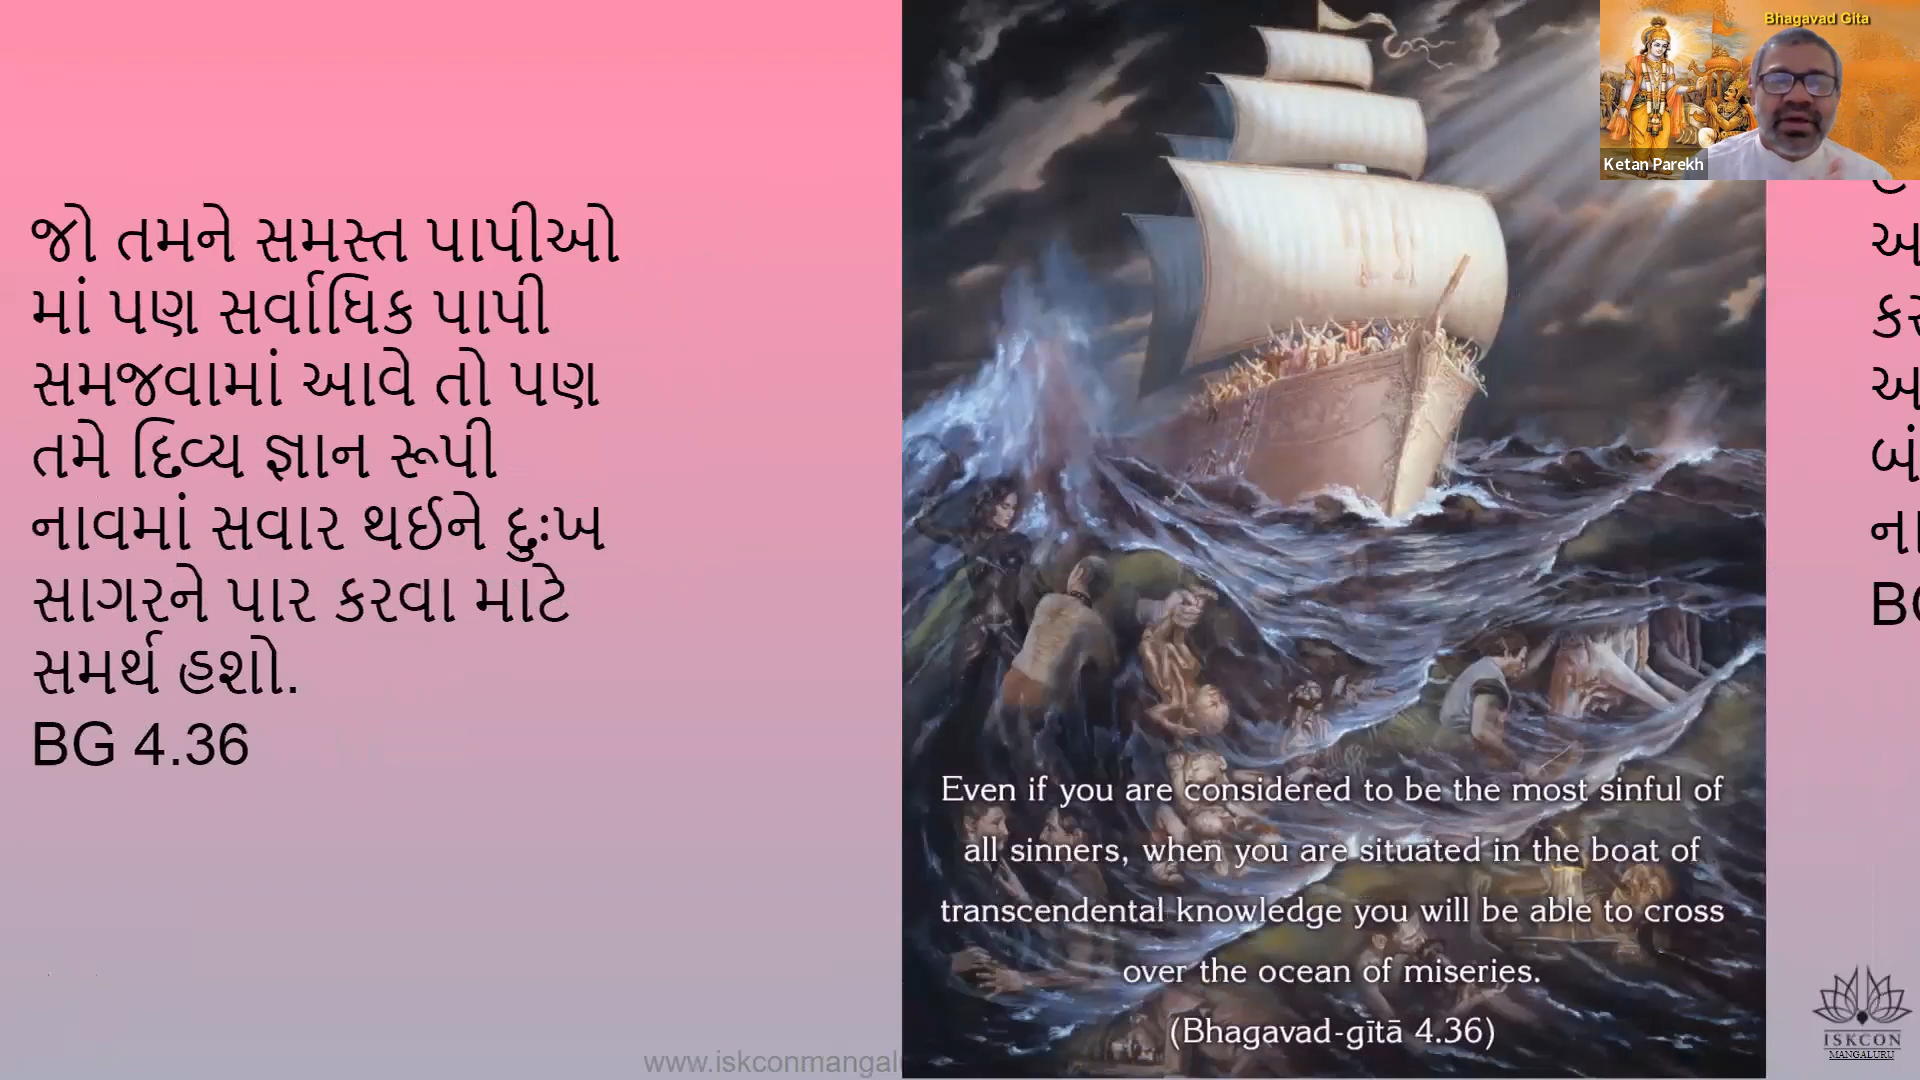 જો તમને સમસ્ત પાપીઓ
માં પણ સર્વાધિક પાપી
સમજવામાં આવે તો પણ
તમે દિવ્ય જ્ઞાન રૂપી
નાવમાં સવાર થઈને દુઃખ
સાગરને પાર કરવા માટે
સમર્થ હશો.
BG 4.36
Even if you are considered to be the most sinful of
all sinners, when you are situated in the boat of
transcendental knowledge you will be able to cross
over the ocean of miseries.
(Bhagavad-gītā 4.36)
Bhagavad Gita
Ketan Parekh
અ
અ
બં
ના
ISKCON
MANGALURU
www.iskconmangal